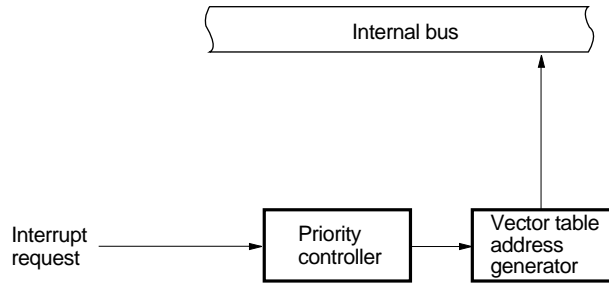 Internal bus
Interrupt
request
Priority
controller
Vector table
address
generator